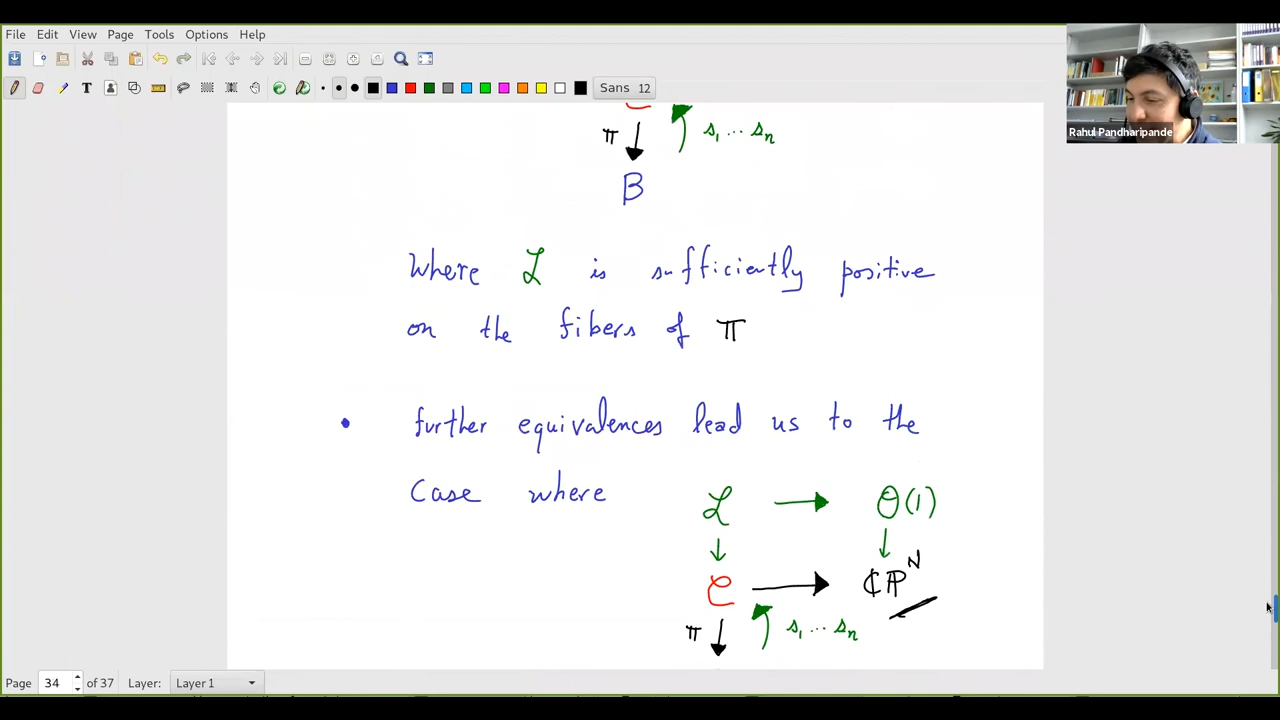 File Edit View Page Tools Options Help
Sans 12
Rahul Pandharipande
π s₁ ... sₙ
B
Where ℒ is sufficiently positive
on the fibers of π
• further equivalences lead us to the
Case where ℒ → O(1)
↓ ↓
C → ℂℙᴺ
π ↓ s₁ ... sₙ
Page 34 of 37 Layer: Layer 1